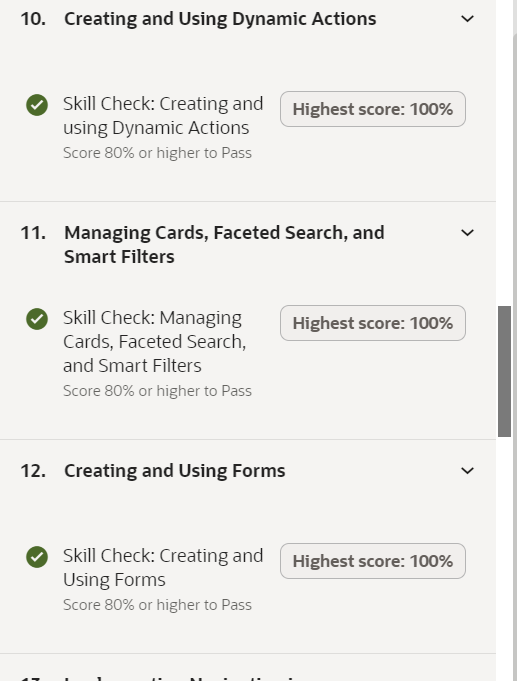 10. Creating and Using Dynamic Actions
Skill Check: Creating and
using Dynamic Actions
Highest score: 100%
Score 80% or higher to Pass
11. Managing Cards, Faceted Search, and
Smart Filters
Skill Check: Managing
Cards, Faceted Search,
and Smart Filters
Highest score: 100%
Score 80% or higher to Pass
12. Creating and Using Forms
Skill Check: Creating and
Using Forms
Highest score: 100%
Score 80% or higher to Pass